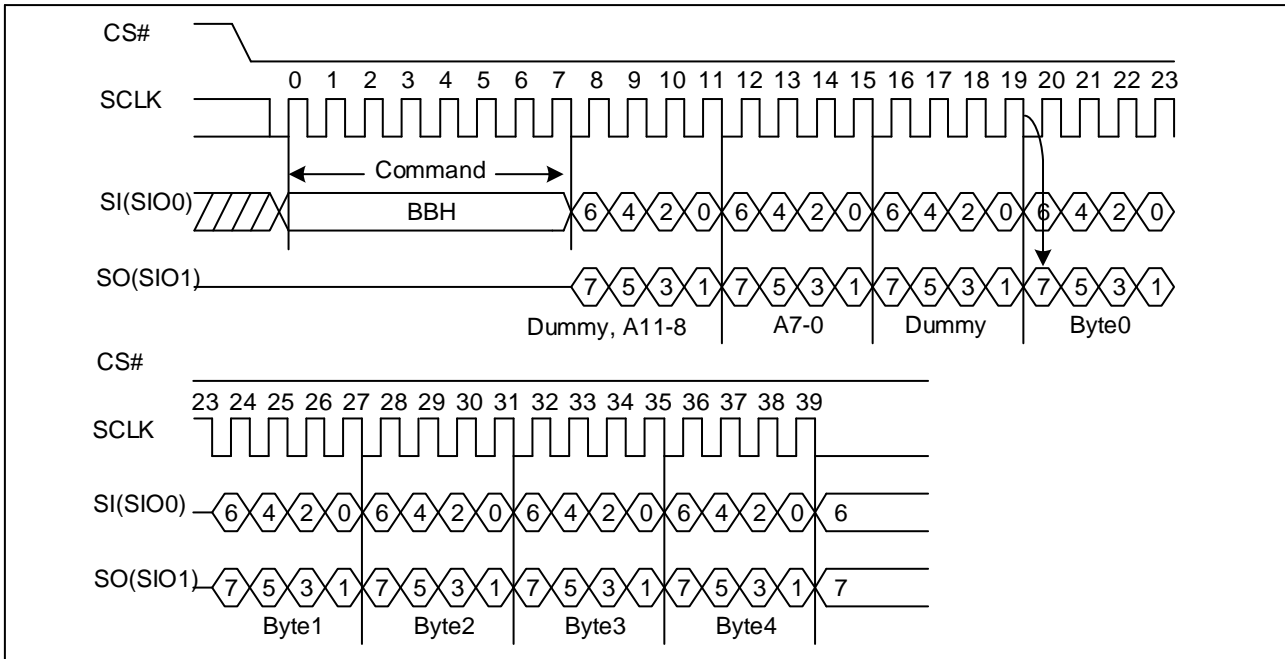 CS#
0 1 2 3 4 5 6 7 8 9 10 11 12 13 14 15 16 17 18 19 20 21 22 23
SCLK
Command
SI(SIO0) BBH 6 4 2 0 6 4 2 0 6 4 2 0 6 4 2 0
SO(SIO1) 7 5 3 1 7 5 3 1 7 5 3 1 7 5 3 1
Dummy, A11-8 A7-0 Dummy Byte0
CS#
23 24 25 26 27 28 29 30 31 32 33 34 35 36 37 38 39
SCLK
SI(SIO0) 6 4 2 0 6 4 2 0 6 4 2 0 6 4 2 0 6
SO(SIO1) 7 5 3 1 7 5 3 1 7 5 3 1 7 5 3 1 7
Byte1 Byte2 Byte3 Byte4